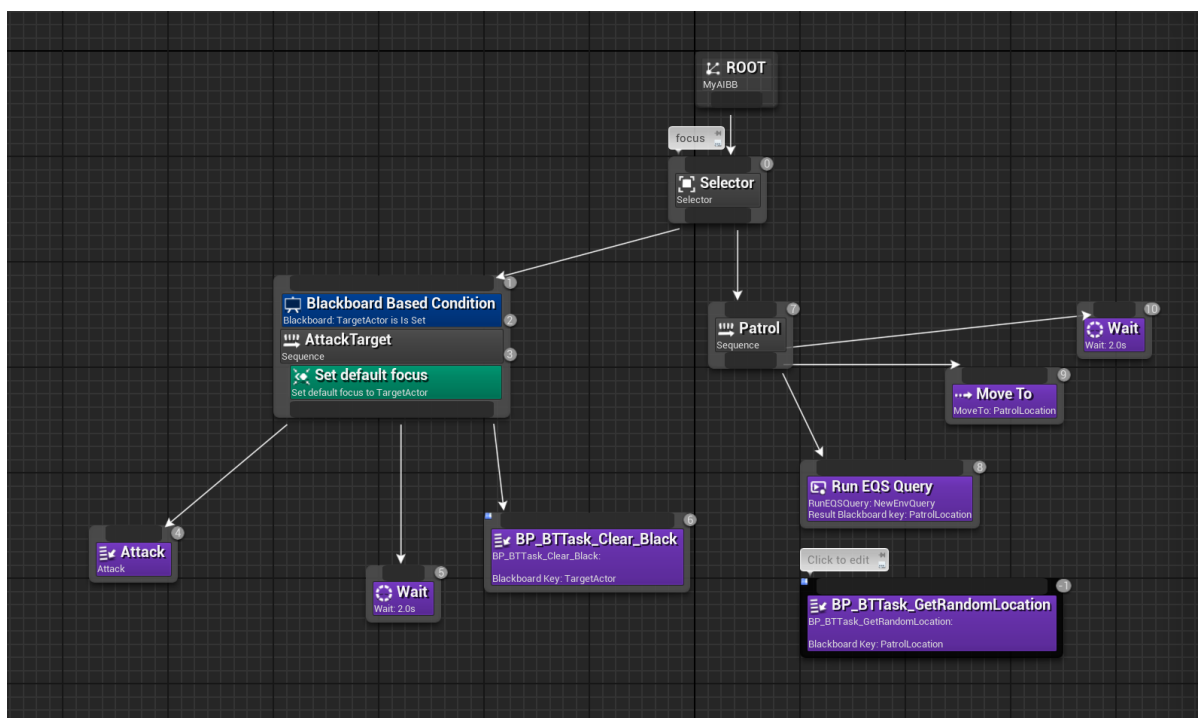 ROOT
MyAIBB
focus
0
Selector
Selector
1
Blackboard Based Condition
Blackboard: TargetActor is Is Set
2
AttackTarget
Sequence
3
Set default focus
Set default focus to TargetActor
7
Patrol
Sequence
10
Wait
Wait: 2.0s
9
Move To
MoveTo: PatrolLocation
8
Run EQS Query
RunEQSQuery: NewEnvQuery
Result Blackboard key: PatrolLocation
4
Attack
Attack
5
Wait
Wait: 2.0s
6
BP_BTTask_Clear_Black
BP_BTTask_Clear_Black:
Blackboard Key: TargetActor
Click to edit
-1
BP_BTTask_GetRandomLocation
BP_BTTask_GetRandomLocation:
Blackboard Key: PatrolLocation